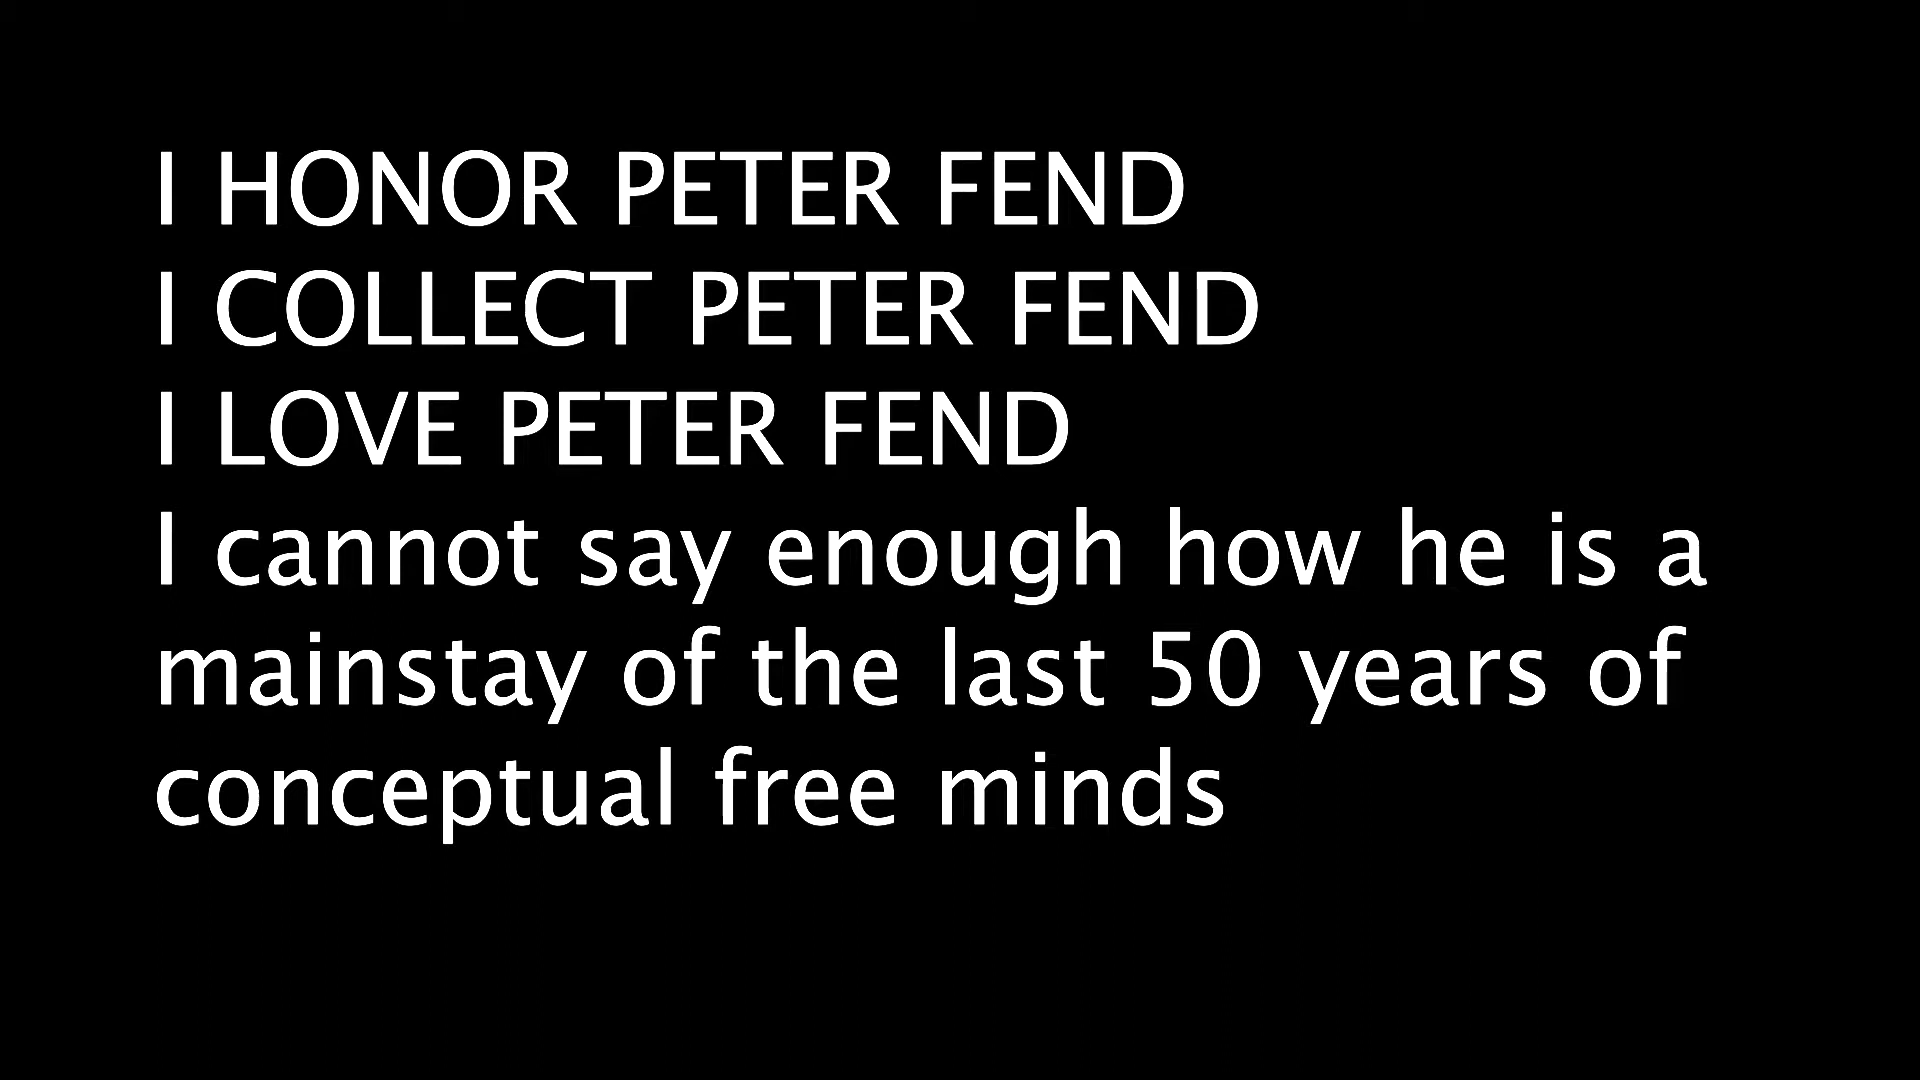 I HONOR PETER FEND
I COLLECT PETER FEND
I LOVE PETER FEND
I cannot say enough how he is a
mainstay of the last 50 years of
conceptual free minds